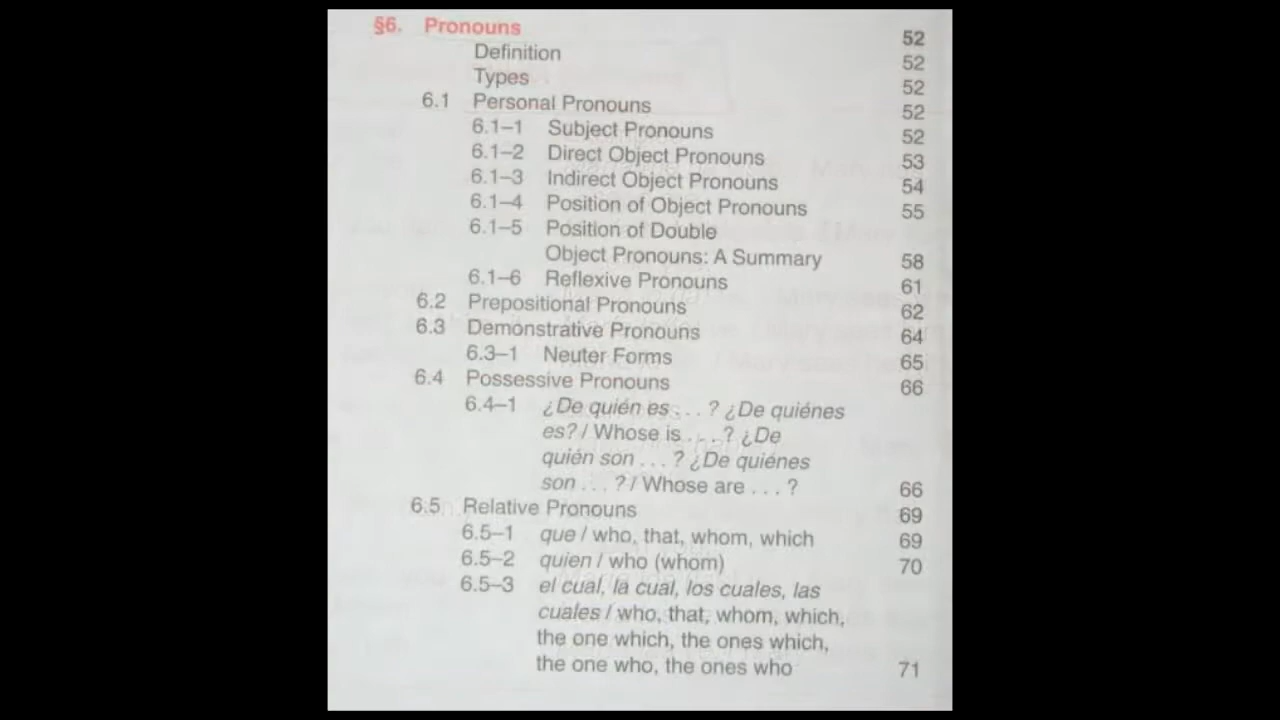 §6. Pronouns 52
Definition 52
Types 52
6.1 Personal Pronouns 52
6.1–1 Subject Pronouns 52
6.1–2 Direct Object Pronouns 53
6.1–3 Indirect Object Pronouns 54
6.1–4 Position of Object Pronouns 55
6.1–5 Position of Double
Object Pronouns: A Summary 58
6.1–6 Reflexive Pronouns 61
6.2 Prepositional Pronouns 62
6.3 Demonstrative Pronouns 64
6.3–1 Neuter Forms 65
6.4 Possessive Pronouns 66
6.4–1 ¿De quién es . . . ? ¿De quiénes
es? / Whose is . . . . ? ¿De
quién son . . . ? ¿De quiénes
son . . . ? / Whose are . . . ? 66
6.5 Relative Pronouns 69
6.5–1 que / who, that, whom, which 69
6.5–2 quien / who (whom) 70
6.5–3 el cual, la cual, los cuales, las
cuales / who, that, whom, which,
the one which, the ones which,
the one who, the ones who 71